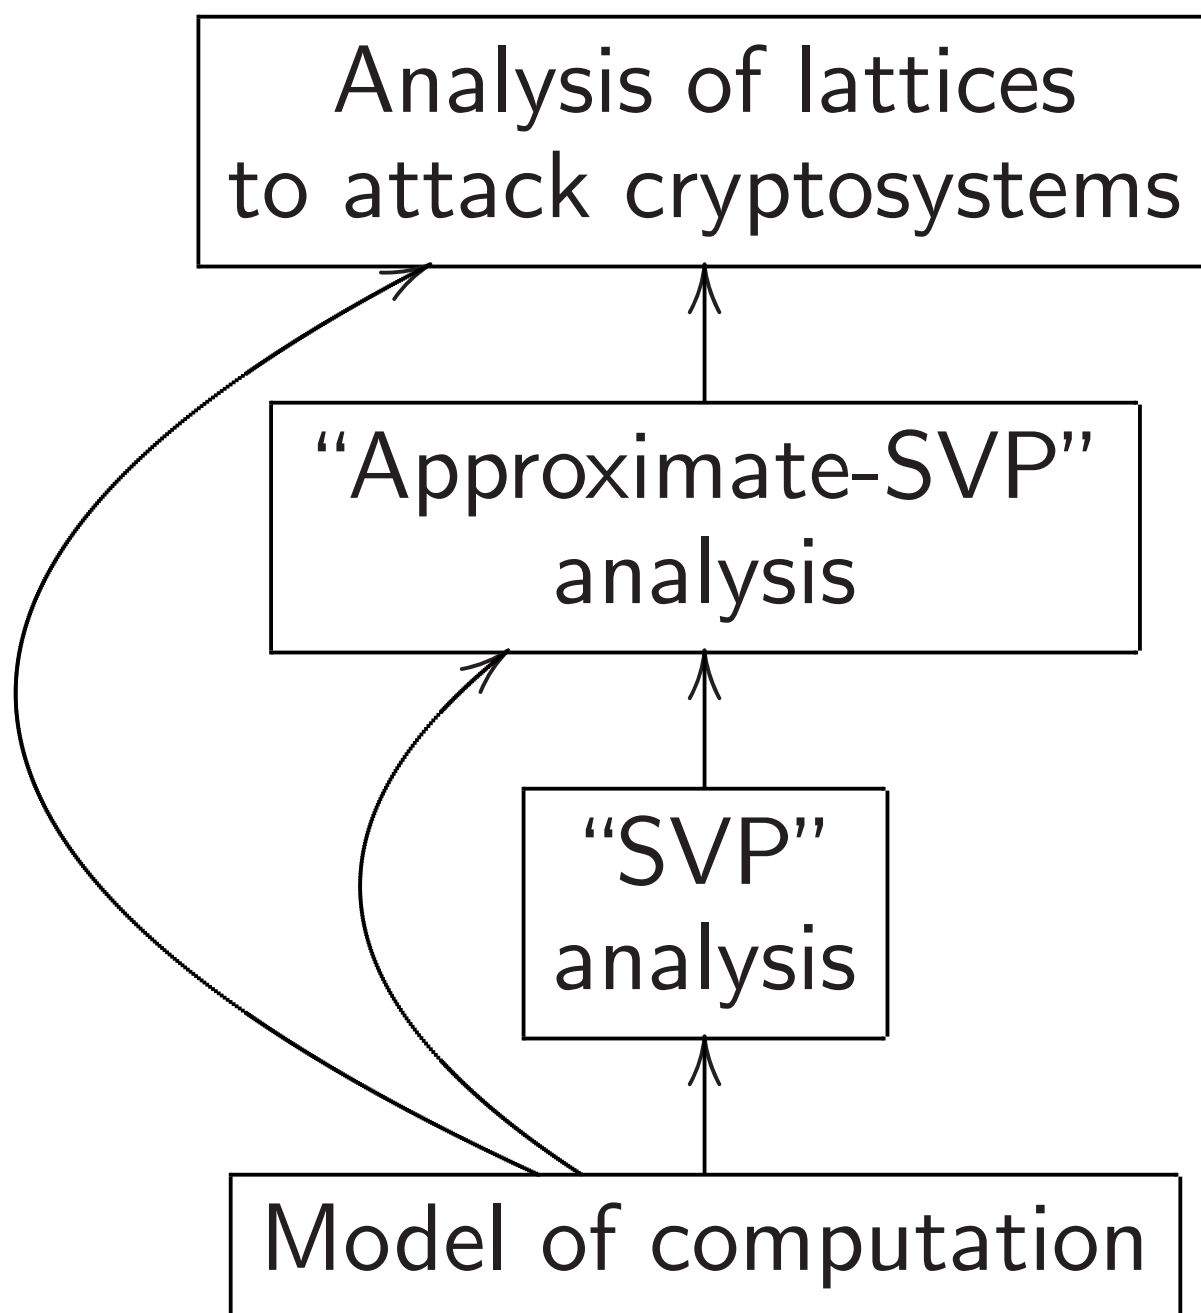 Analysis of lattices
to attack cryptosystems
“Approximate-SVP”
analysis
“SVP”
analysis
Model of computation